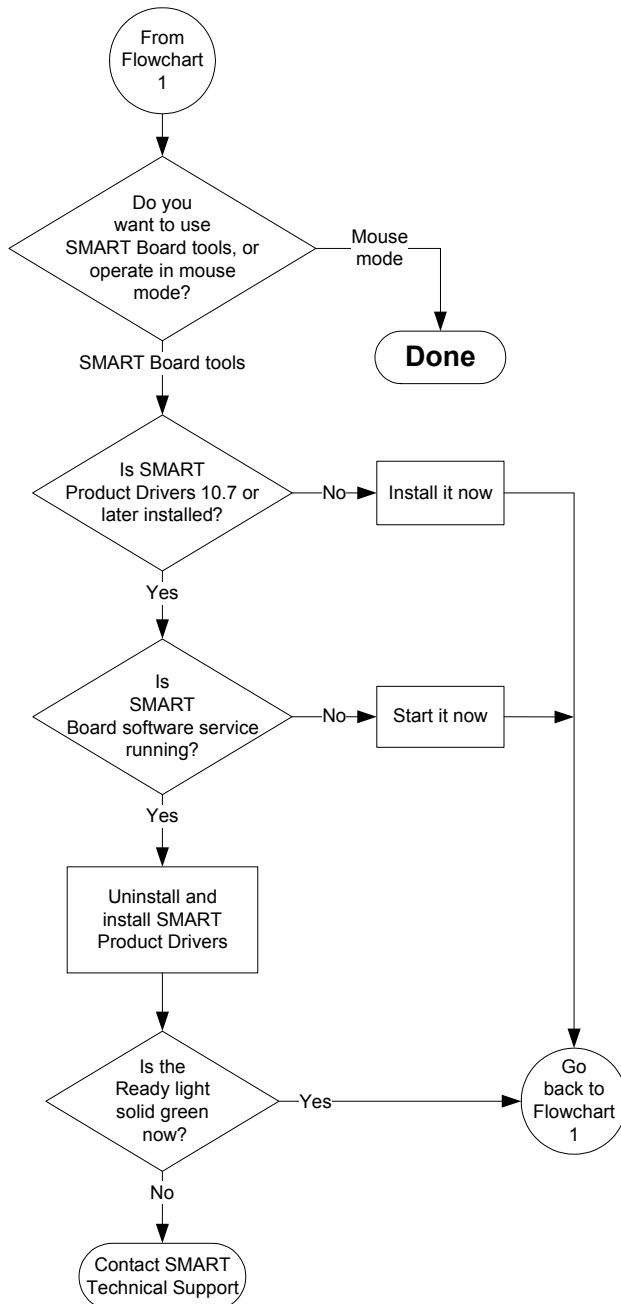 From
Flowchart
1
Do you
want to use
SMART Board tools, or
operate in mouse
mode?
Mouse
mode
Done
SMART Board tools
Is SMART
Product Drivers 10.7 or
later installed?
No
Install it now
Yes
Is
SMART
Board software service
running?
No
Start it now
Yes
Uninstall and
install SMART
Product Drivers
Is the
Ready light
solid green
now?
Yes
Go
back to
Flowchart
1
No
Contact SMART
Technical Support